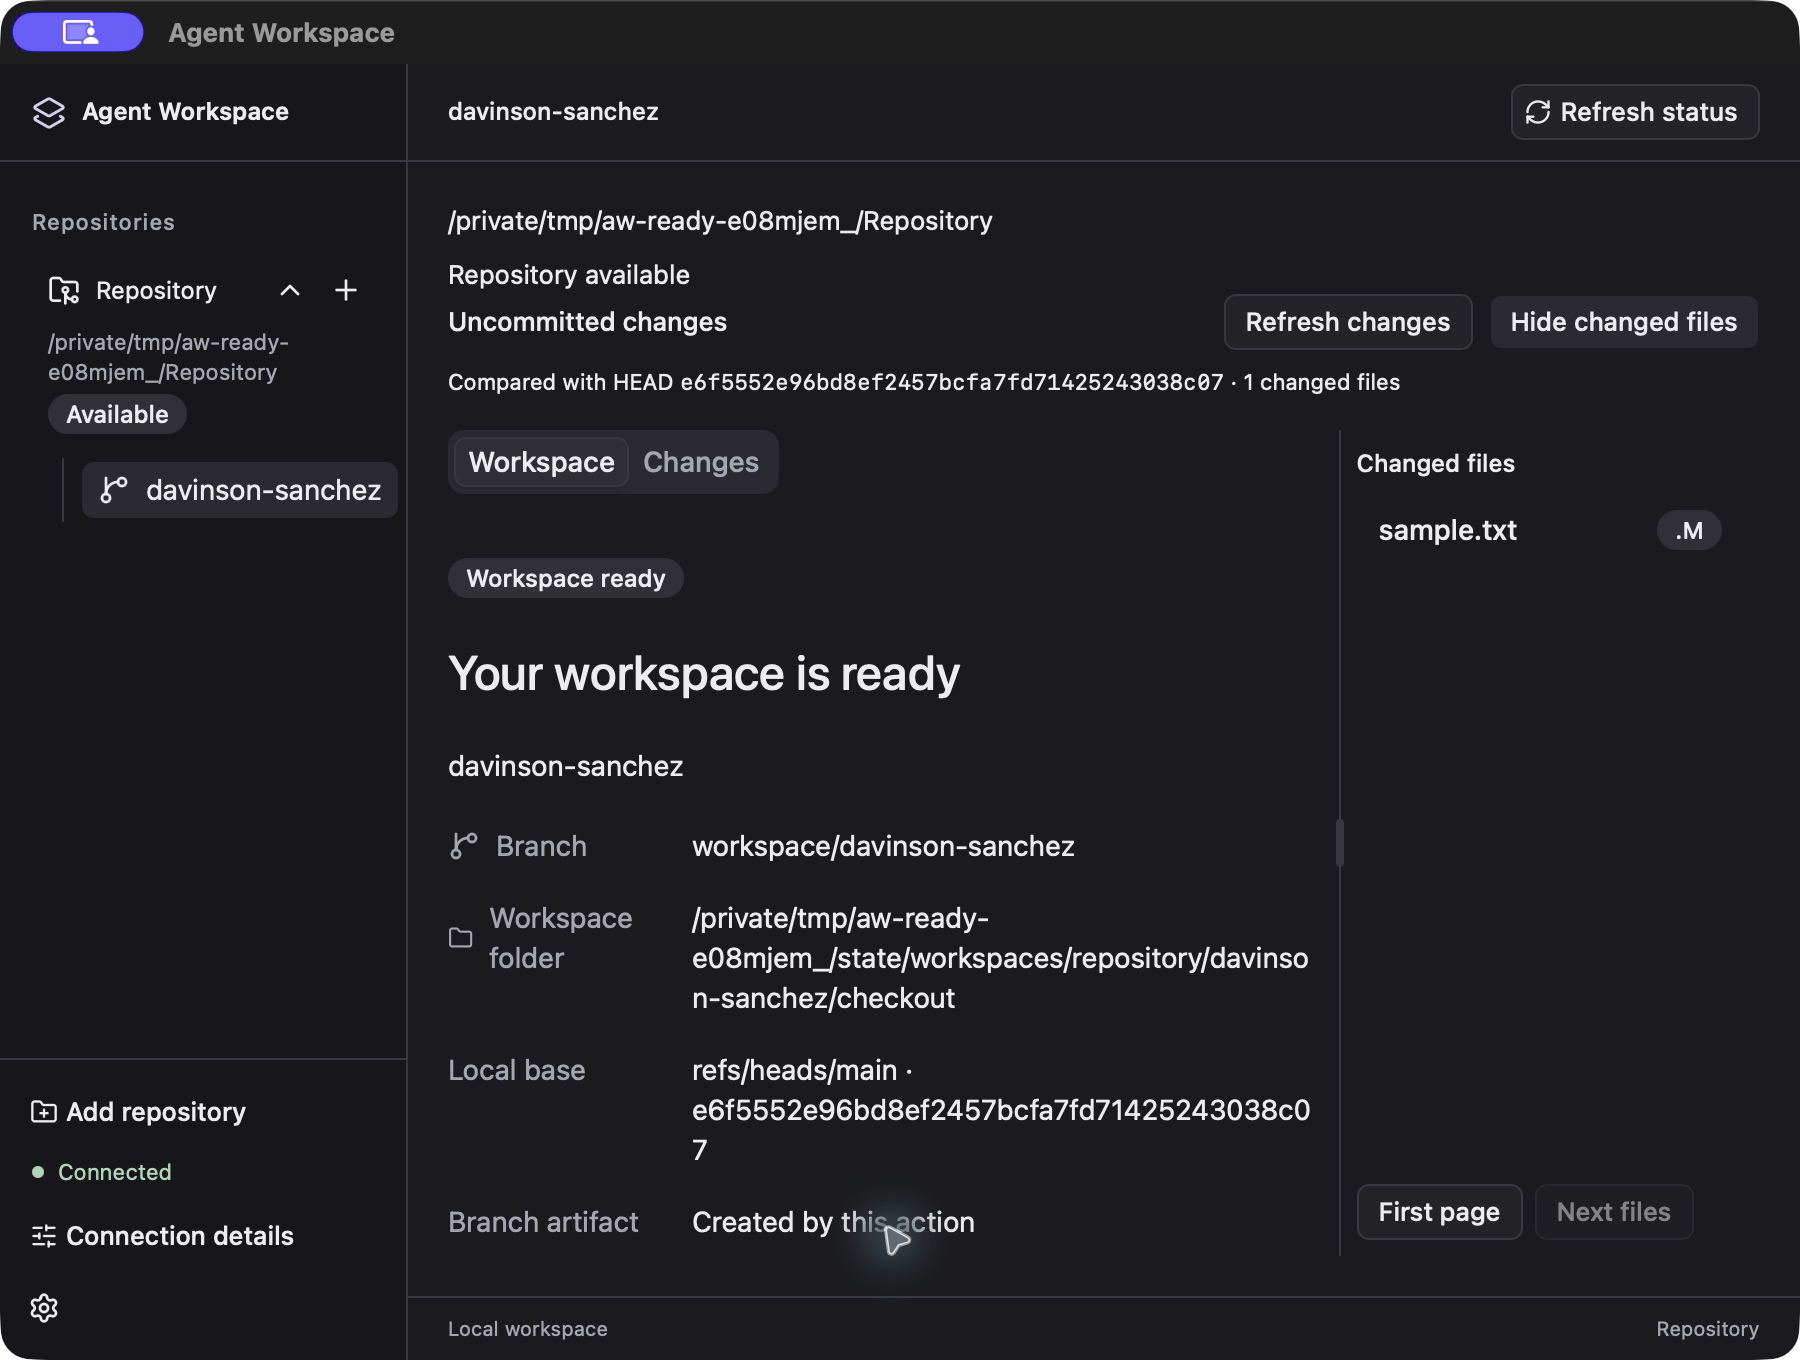 Agent Workspace
Agent Workspace
davinson-sanchez
Refresh status
Repositories
Repository
/private/tmp/aw-ready-
e08mjem_/Repository
Available
davinson-sanchez
/private/tmp/aw-ready-e08mjem_/Repository
Repository available
Uncommitted changes
Refresh changes
Hide changed files
Compared with HEAD e6f5552e96bd8ef2457bcfa7fd71425243038c07 · 1 changed files
Workspace
Changes
Changed files
sample.txt
.M
Workspace ready
Your workspace is ready
davinson-sanchez
Branch
workspace/davinson-sanchez
Workspace
folder
/private/tmp/aw-ready-
e08mjem_/state/workspaces/repository/davinso
n-sanchez/checkout
Local base
refs/heads/main ·
e6f5552e96bd8ef2457bcfa7fd71425243038c0
7
Branch artifact
Created by this action
First page
Next files
Add repository
Connected
Connection details
Local workspace
Repository